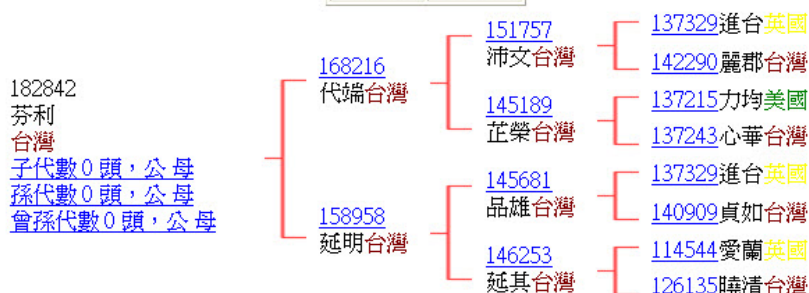 182842
芬利
台灣
子代數0頭，公 母
孫代數0頭，公 母
曾孫代數0頭，公 母
168216
代端台灣
158958
延明台灣
151757
沛文台灣
145189
芷榮台灣
145681
品雄台灣
146253
延其台灣
137329進台英國
142290麗郡台灣
137215力均美國
137243心華台灣
137329進台英國
140909貞如台灣
114544愛蘭英國
126135曉清台灣